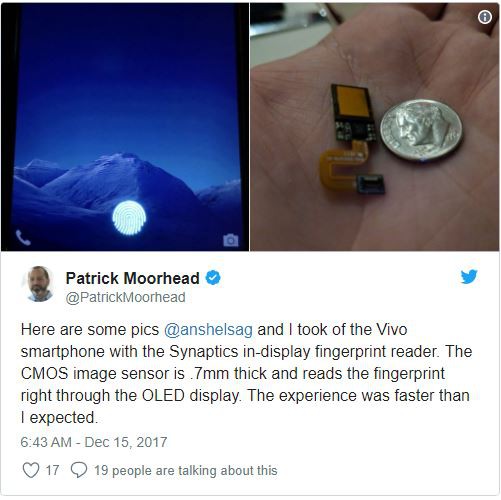 Patrick Moorhead
@PatrickMoorhead
Here are some pics @anshelsag and I took of the Vivo
smartphone with the Synaptics in-display fingerprint reader. The
CMOS image sensor is .7mm thick and reads the fingerprint
right through the OLED display. The experience was faster than
I expected.
6:43 AM - Dec 15, 2017
17 19 people are talking about this